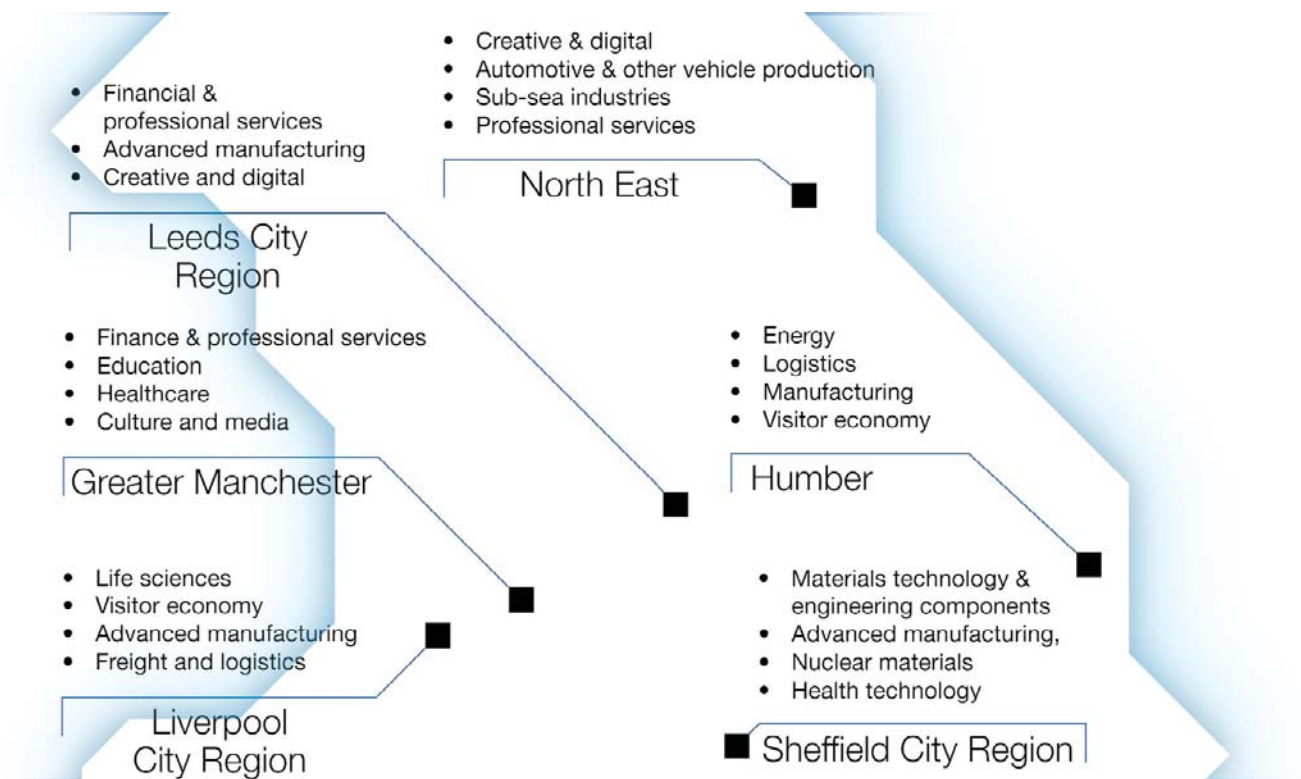 • Creative & digital
• Automotive & other vehicle production
• Sub-sea industries
• Professional services
North East
• Financial &
professional services
• Advanced manufacturing
• Creative and digital
Leeds City
Region
• Finance & professional services
• Education
• Healthcare
• Culture and media
Greater Manchester
• Energy
• Logistics
• Manufacturing
• Visitor economy
Humber
• Life sciences
• Visitor economy
• Advanced manufacturing
• Freight and logistics
Liverpool
City Region
• Materials technology &
engineering components
• Advanced manufacturing,
• Nuclear materials
• Health technology
Sheffield City Region